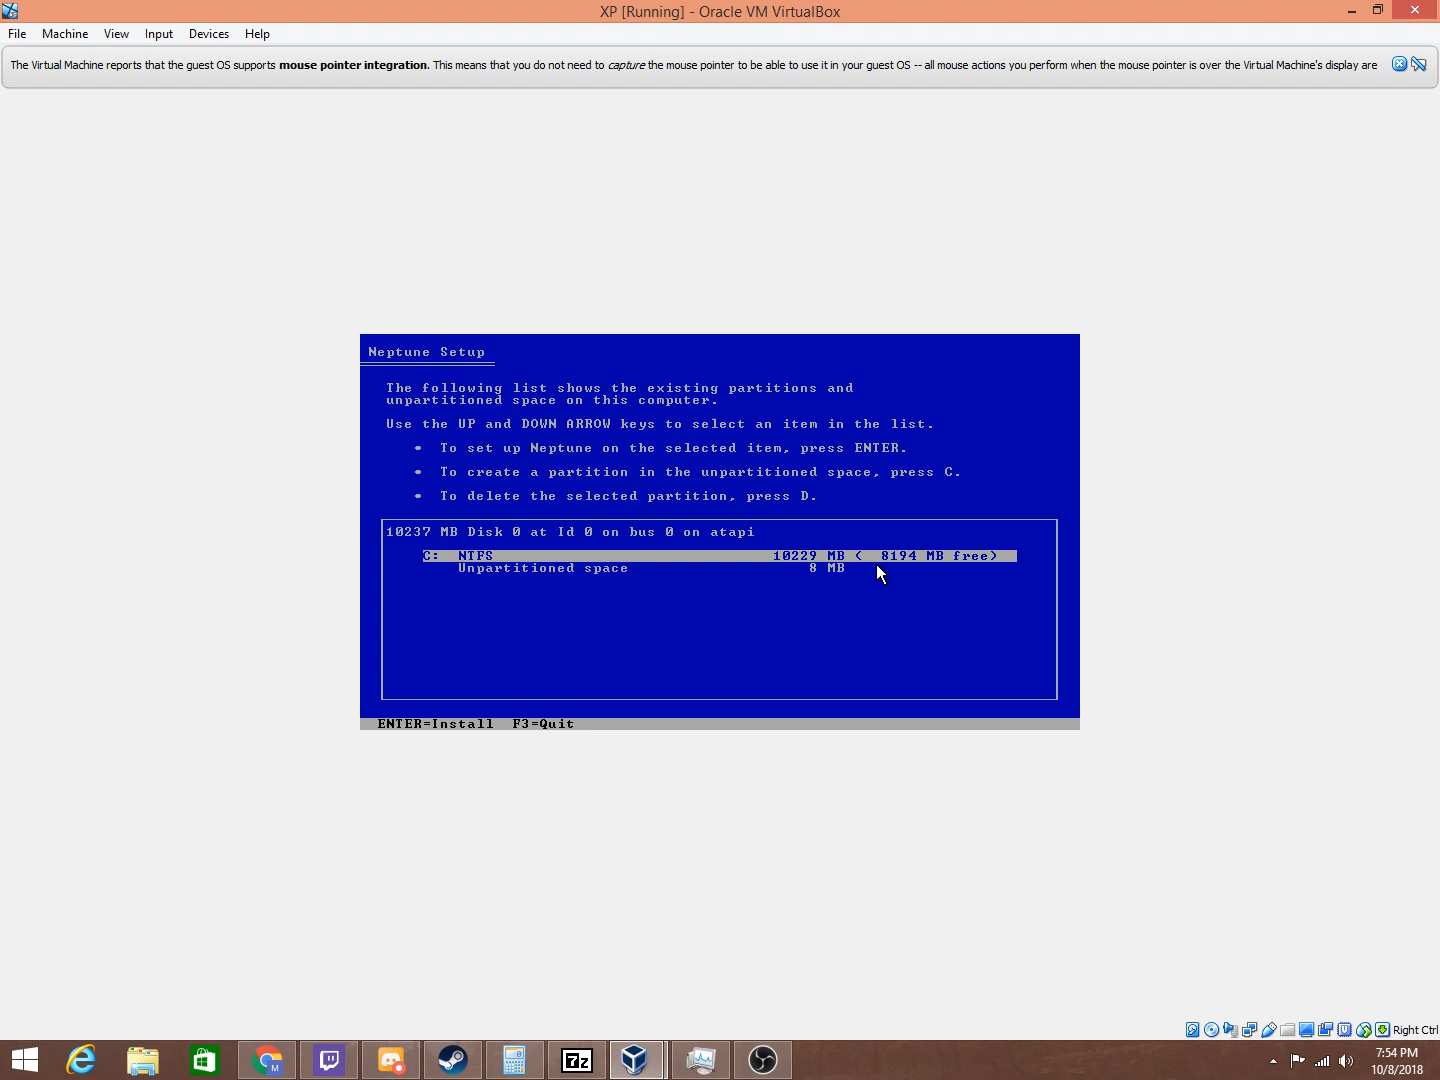 XP [Running] - Oracle VM VirtualBox
File Machine View Input Devices Help
The Virtual Machine reports that the guest OS supports mouse pointer integration. This means that you do not need to capture the mouse pointer to be able to use it in your guest OS -- all mouse actions you perform when the mouse pointer is over the Virtual Machine's display are
Neptune Setup
The following list shows the existing partitions and
unpartitioned space on this computer.
Use the UP and DOWN ARROW keys to select an item in the list.
• To set up Neptune on the selected item, press ENTER.
• To create a partition in the unpartitioned space, press C.
• To delete the selected partition, press D.
10237 MB Disk 0 at Id 0 on bus 0 on atapi
C: NTFS 10229 MB ( 8194 MB free)
Unpartitioned space 8 MB
ENTER=Install F3=Quit
Right Ctrl
M
7z
7:54 PM
10/8/2018